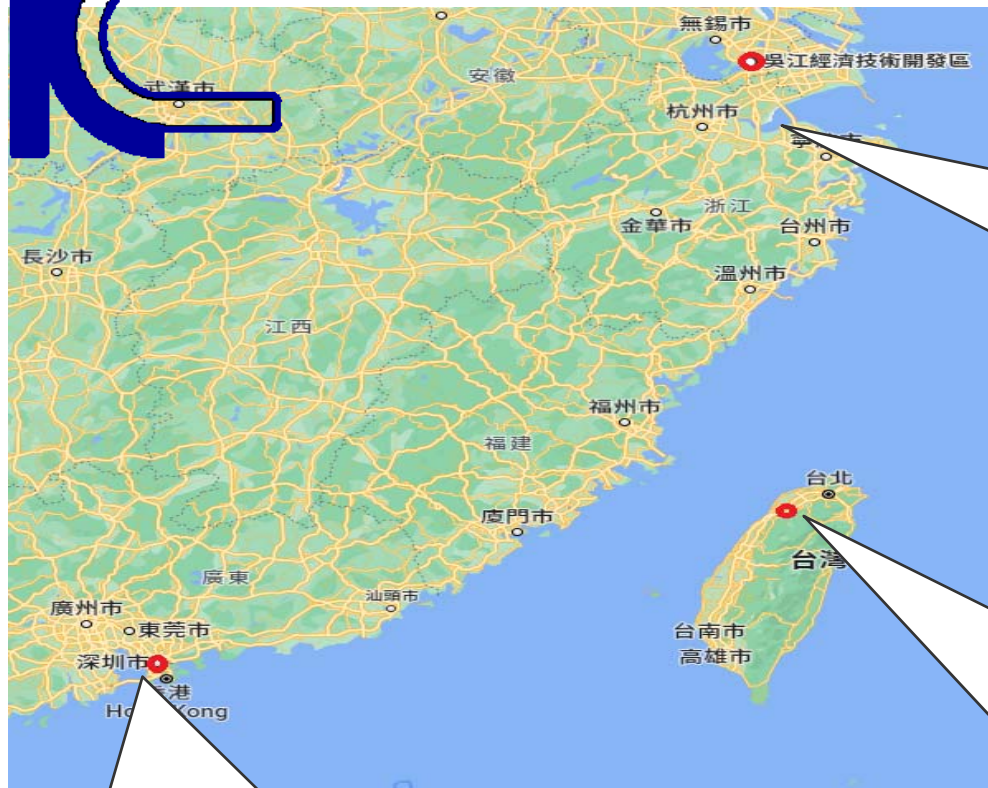 無錫市
吳江經濟技術開發區
安徽
武漢市
杭州市
浙江
金華市
台州市
溫州市
長沙市
江西
福州市
福建
台北
廈門市
台灣
廣東
汕頭市
廣州市
東莞市
台南市
高雄市
深圳市